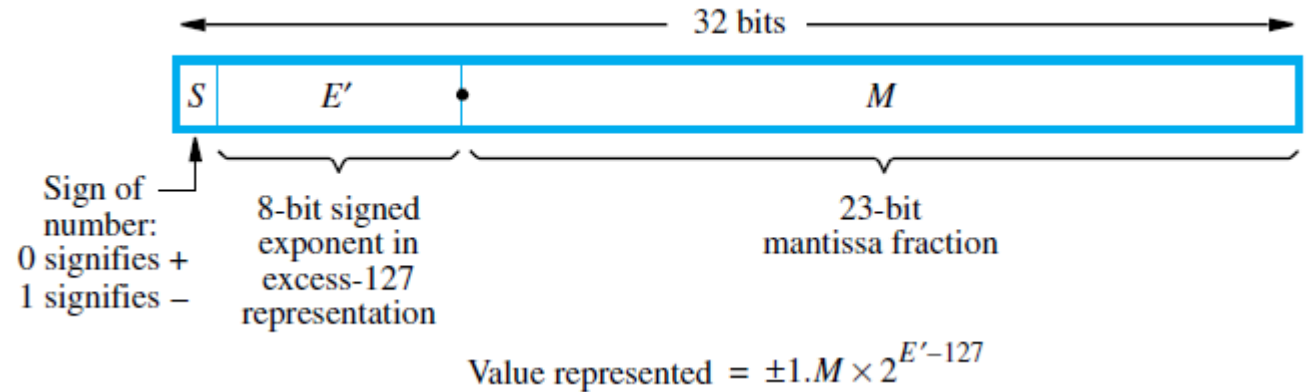 32 bits
S E′ M
Sign of
number:
0 signifies +
1 signifies −
8-bit signed
exponent in
excess-127
representation
23-bit
mantissa fraction
Value represented = ±1.M × 2^{E′−127}